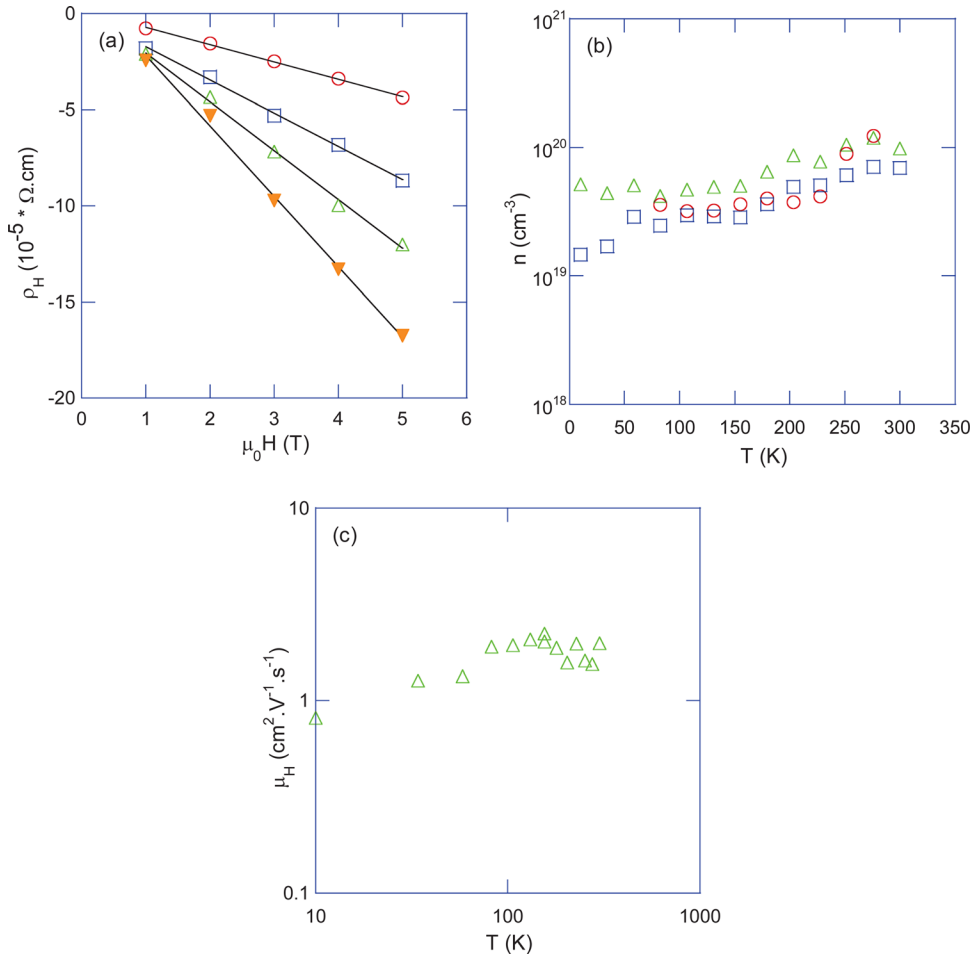 (a)
0
-5
-10
-15
-20
ρH (10-5 * Ω.cm)
0 1 2 3 4 5 6
μ0H (T)
(b)
10²¹
10²⁰
10¹⁹
10¹⁸
n (cm-3)
0 50 100 150 200 250 300 350
T (K)
(c)
10
1
0.1
μH (cm2.V-1.s-1)
10 100 1000
T (K)